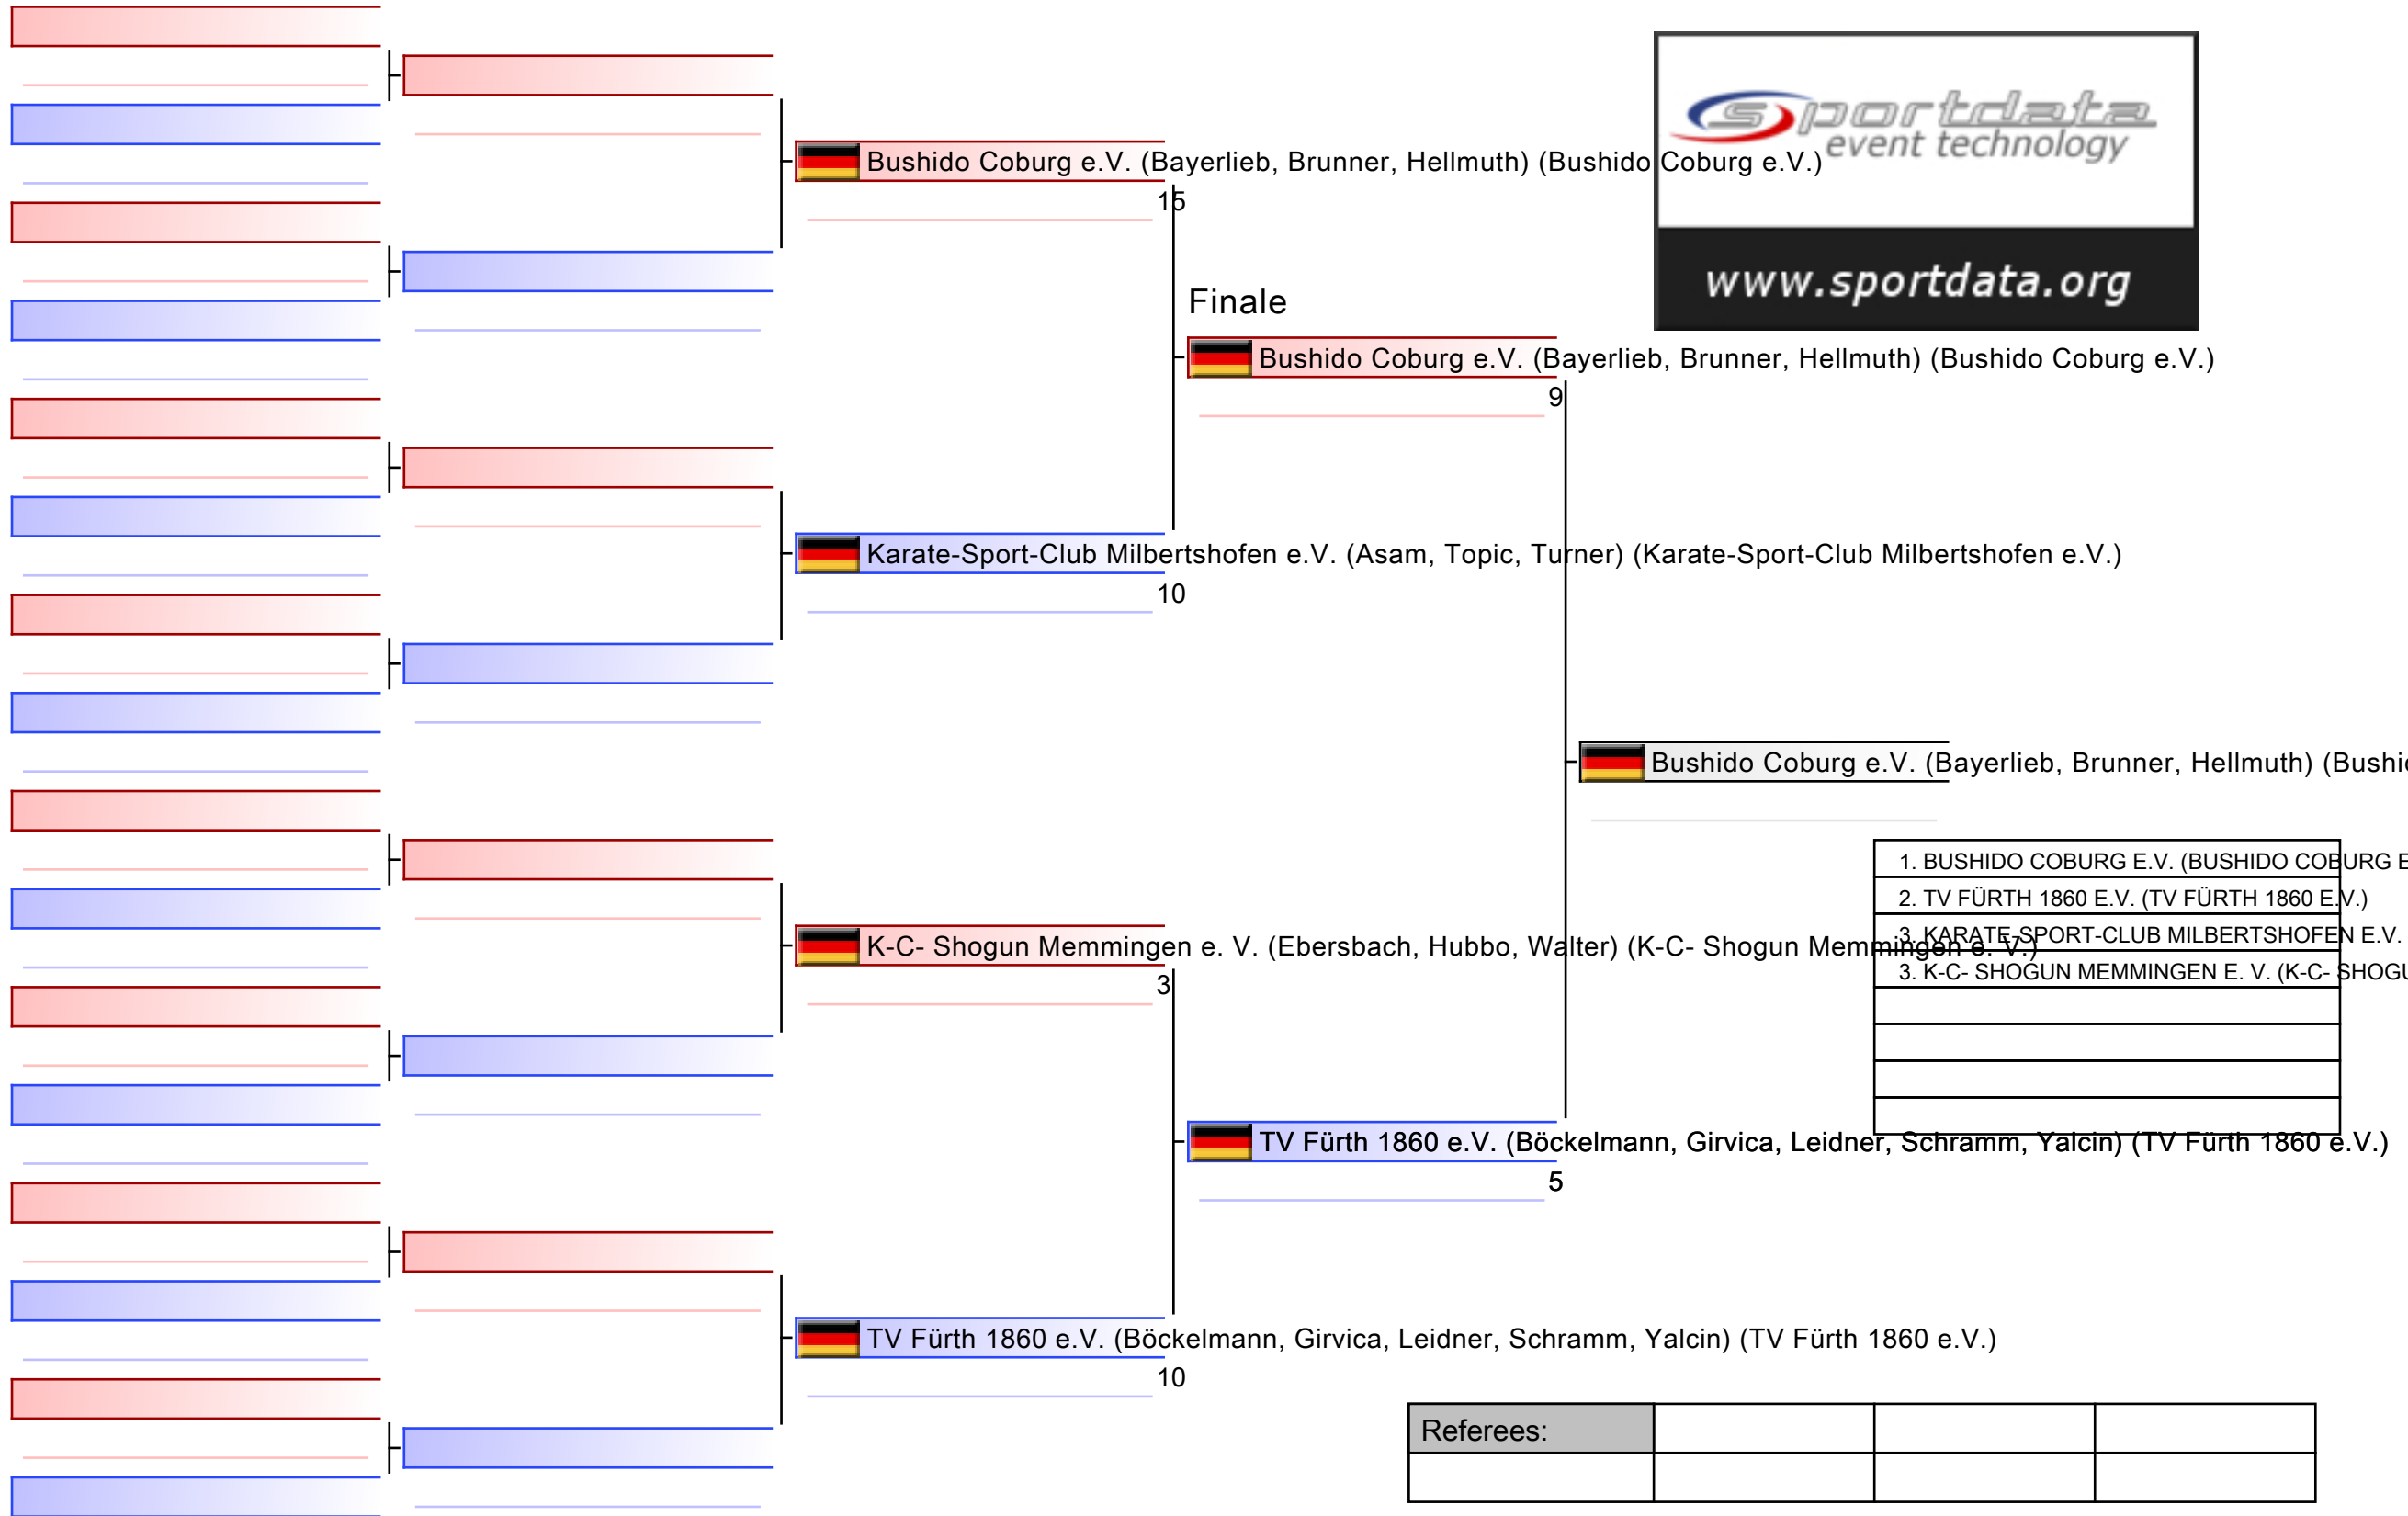 sportdata
event technology
www.sportdata.org
Bushido Coburg e.V. (Bayerlieb, Brunner, Hellmuth) (Bushido Coburg e.V.)
15
Finale
Bushido Coburg e.V. (Bayerlieb, Brunner, Hellmuth) (Bushido Coburg e.V.)
9
Karate-Sport-Club Milbertshofen e.V. (Asam, Topic, Turner) (Karate-Sport-Club Milbertshofen e.V.)
10
Bushido Coburg e.V. (Bayerlieb, Brunner, Hellmuth) (Bushi
1. BUSHIDO COBURG E.V. (BUSHIDO COBURG E
2. TV FÜRTH 1860 E.V. (TV FÜRTH 1860 E.V.)
3. KARATE-SPORT-CLUB MILBERTSHOFEN E.V.
3. K-C- SHOGUN MEMMINGEN E. V. (K-C- SHOGU
K-C- Shogun Memmingen e. V. (Ebersbach, Hubbo, Walter) (K-C- Shogun Memmingen e. V.)
3
TV Fürth 1860 e.V. (Böckelmann, Girvica, Leidner, Schramm, Yalcin) (TV Fürth 1860 e.V.)
5
TV Fürth 1860 e.V. (Böckelmann, Girvica, Leidner, Schramm, Yalcin) (TV Fürth 1860 e.V.)
10
Referees: